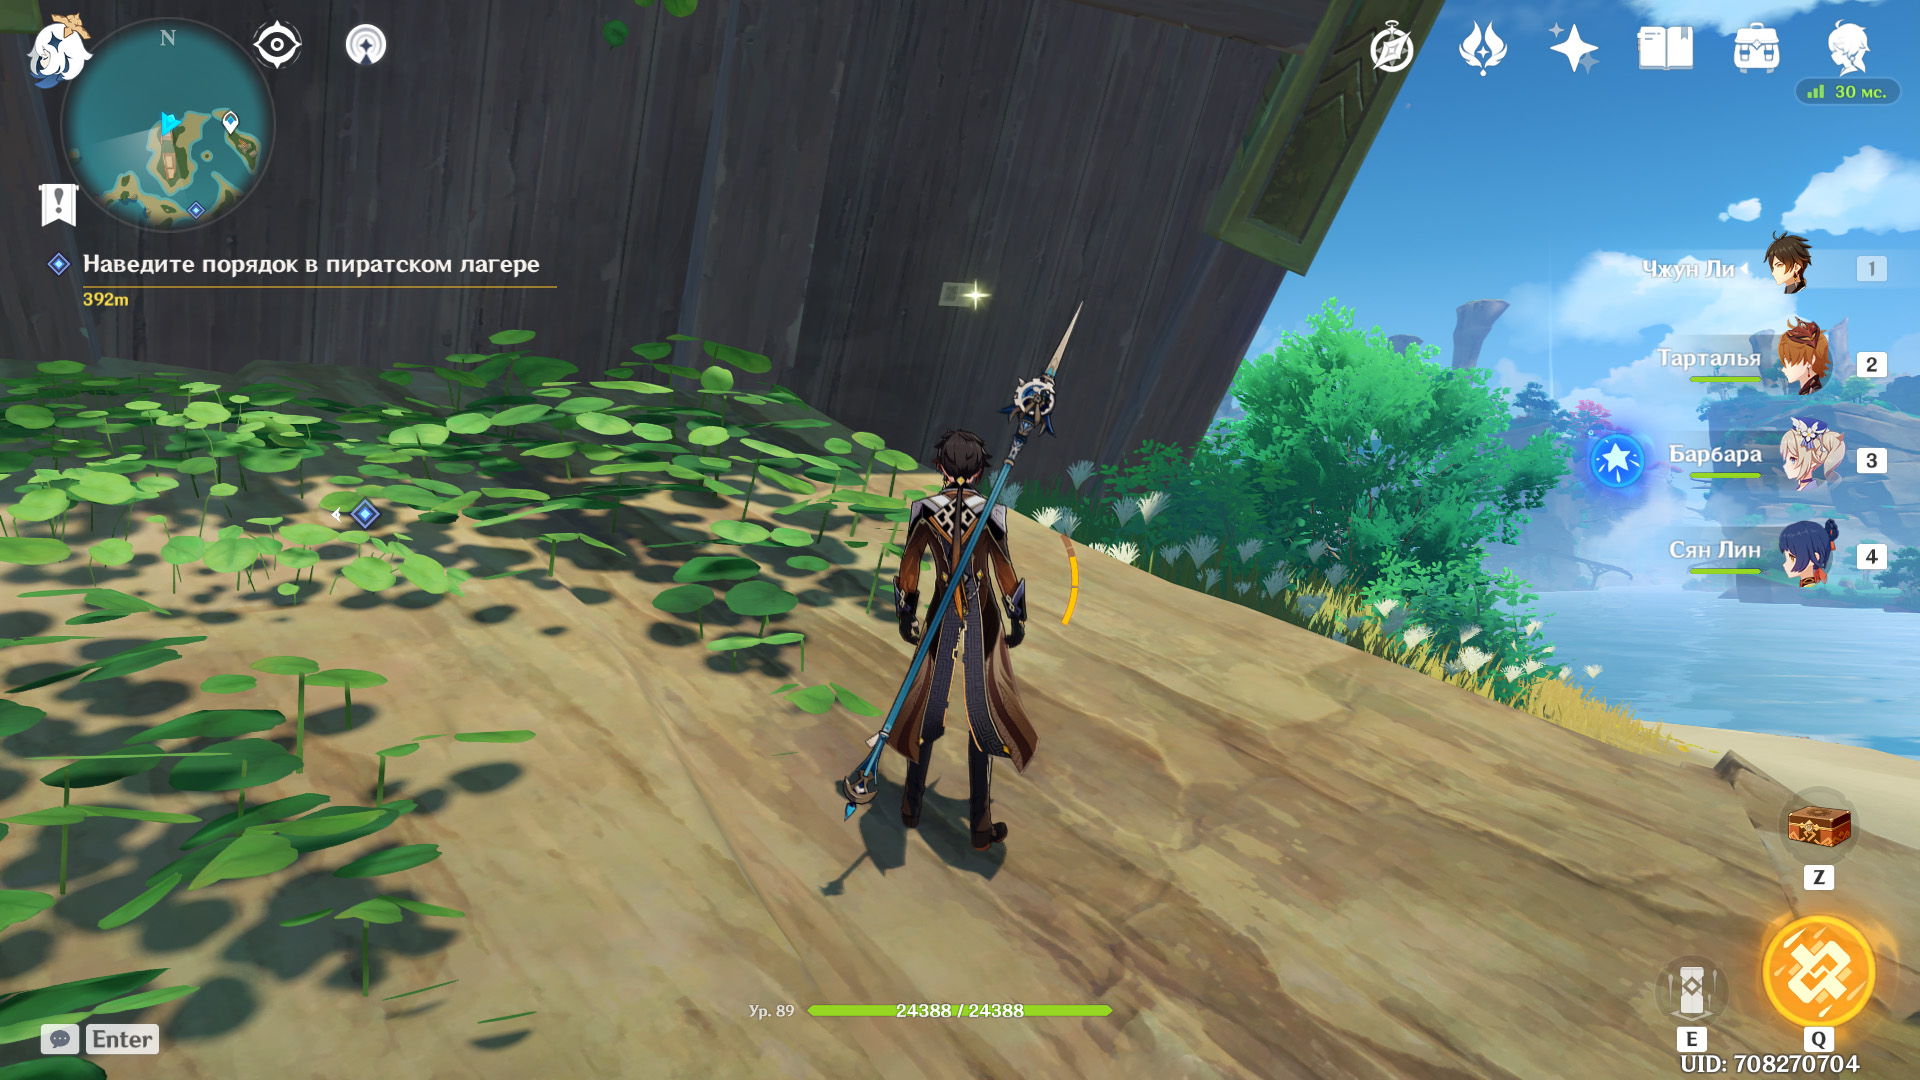 N
30 мс.
Наведите порядок в пиратском лагере
392m
Чжун Ли
1
Тарталья
2
Барбара
3
Сян Лин
4
Z
Ур. 89
24388 / 24388
Enter
E
Q
UID: 708270704